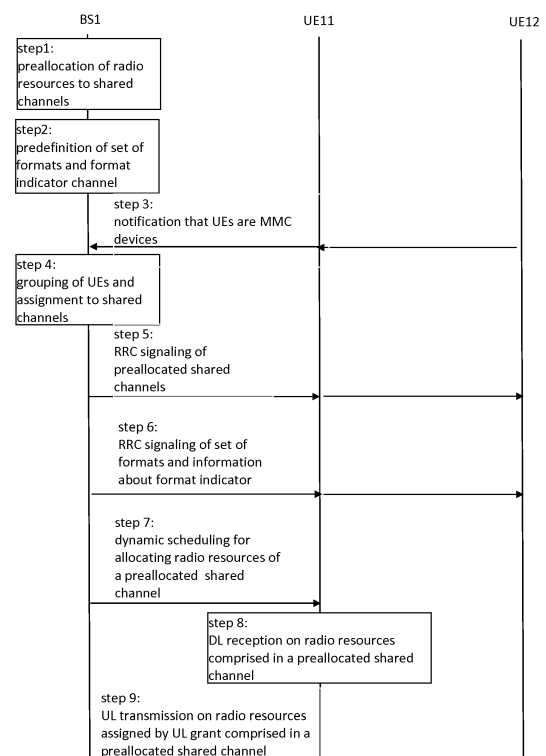 BS1
UE11
UE12
step1:
preallocation of radio
resources to shared
channels
step2:
predefinition of set of
formats and format
indicator channel
step 3:
notification that UEs are MMC
devices
step 4:
grouping of UEs and
assignment to shared
channels
step 5:
RRC signaling of
preallocated shared
channels
step 6:
RRC signaling of set of
formats and information
about format indicator
step 7:
dynamic scheduling for
allocating radio resources of
a preallocated shared
channel
step 8:
DL reception on radio resources
comprised in a preallocated shared
channel
step 9:
UL transmission on radio resources
assigned by UL grant comprised in a
preallocated shared channel